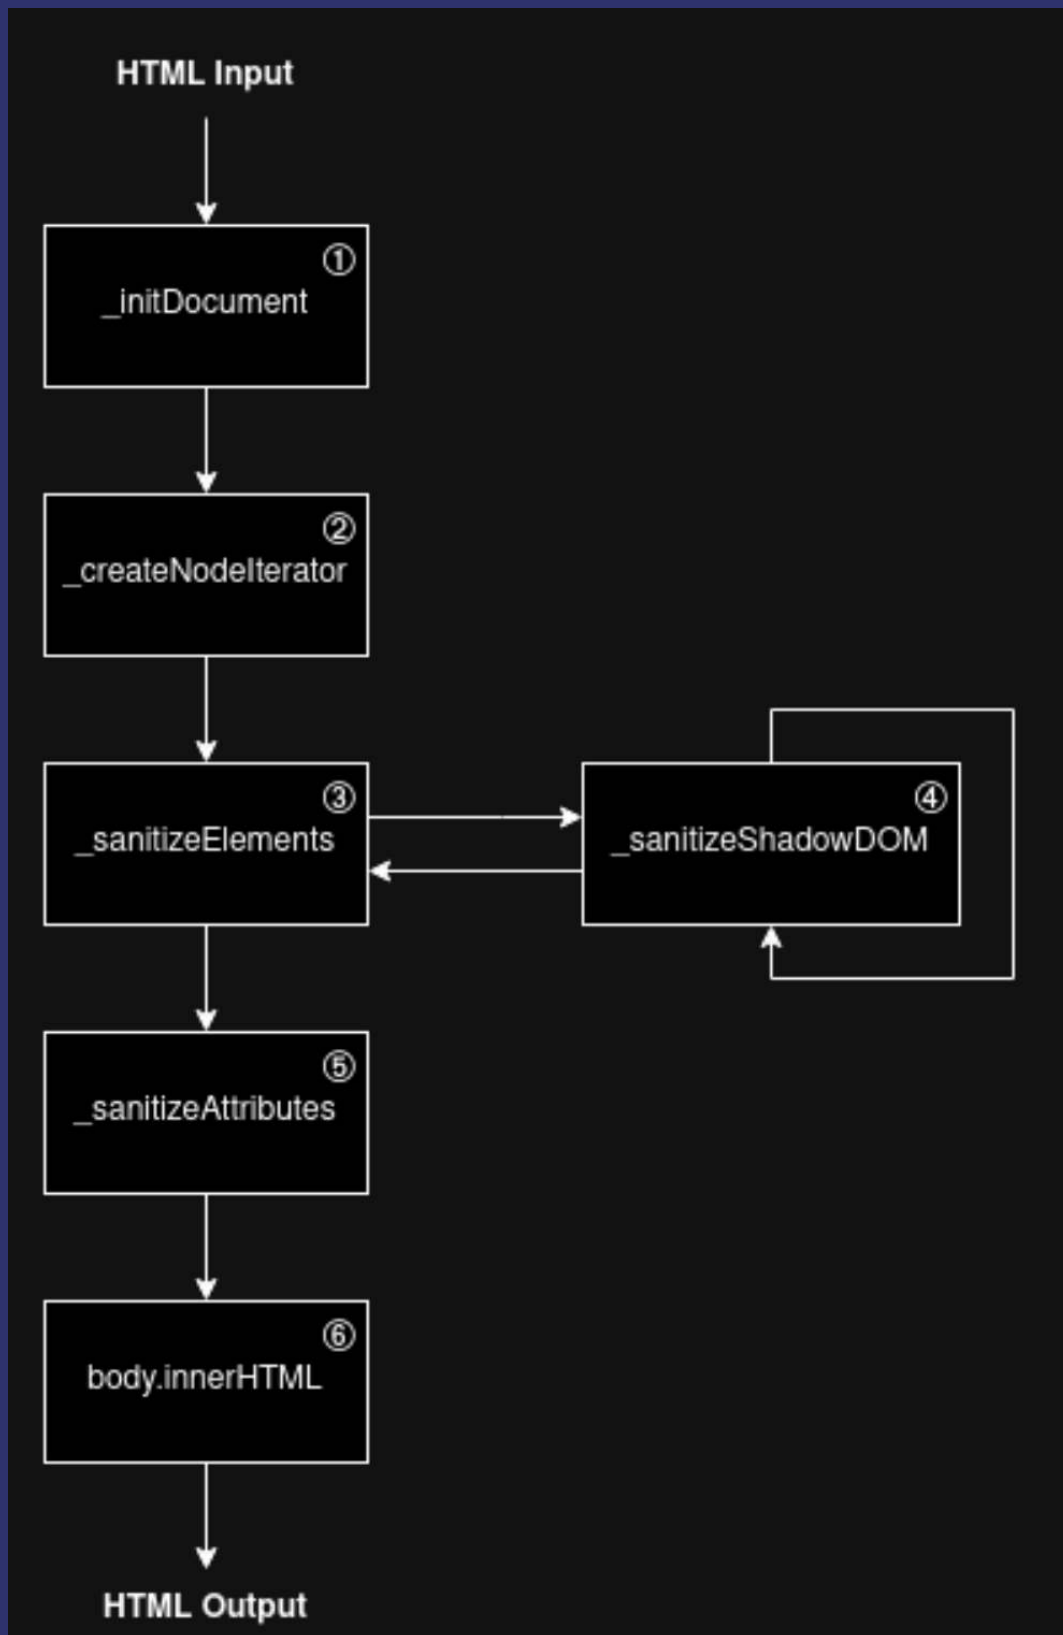 HTML Input
①
_initDocument
②
_createNodeIterator
③
_sanitizeElements
④
_sanitizeShadowDOM
⑤
_sanitizeAttributes
⑥
body.innerHTML
HTML Output